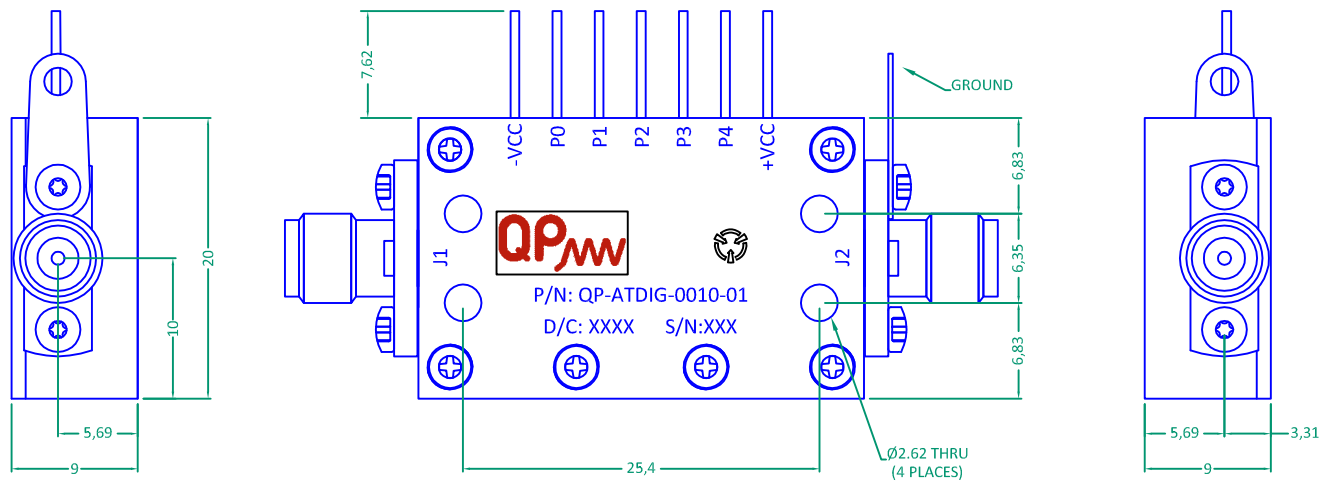 7,62
-VCC
P0
P1
P2
P3
P4
+VCC
GROUND
6,83
6,35
6,83
20
10
5,69
9
J1
QP
J2
P/N: QP-ATDIG-0010-01
D/C: XXXX S/N:XXX
25,4
Ø2.62 THRU
(4 PLACES)
5,69
3,31
9